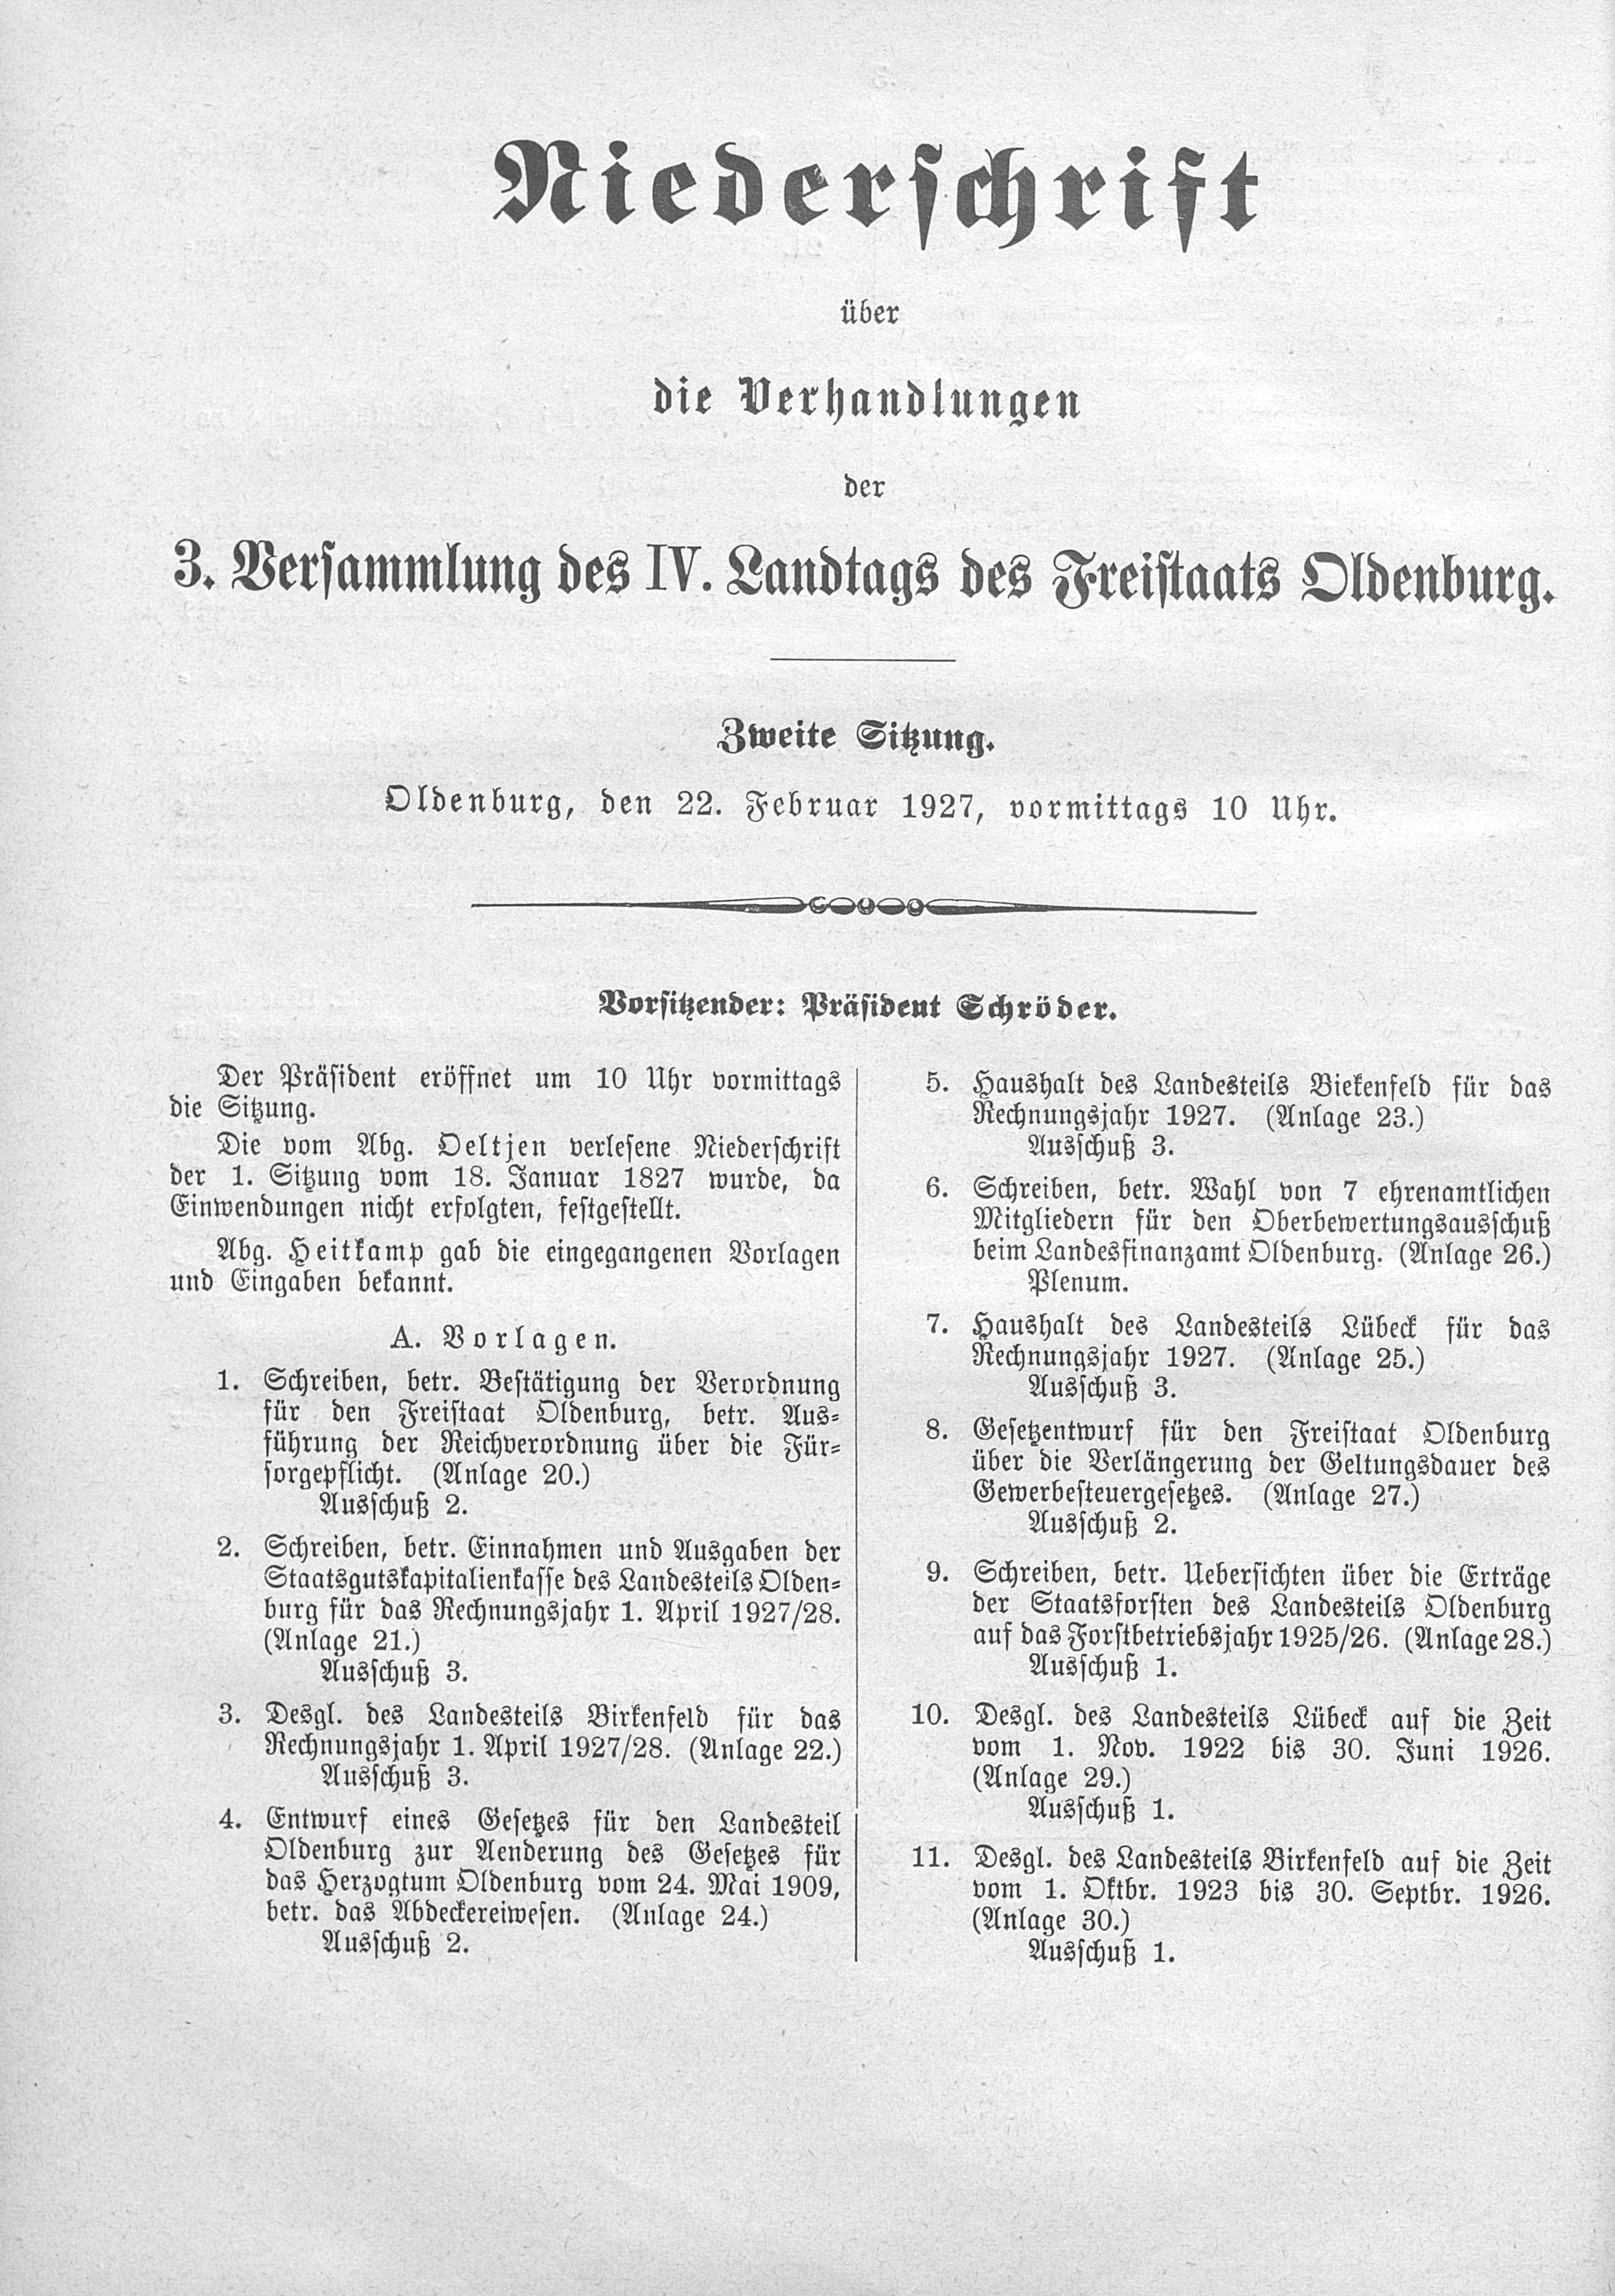 Niederschrift
über
die Verhandlungen
der
3. Versammlung des IV. Landtags des Freistaats Oldenburg.
Zweite Sitzung.
Oldenburg, den 22. Februar 1927, vormittags 10 Uhr.
Vorsitzender: Präsident Schröder.
Der Präsident eröffnet um 10 Uhr vormittags
die Sitzung.
Die vom Abg. Oeltjen verlesene Niederschrift
der 1. Sitzung vom 18. Januar 1827 wurde, da
Einwendungen nicht erfolgten, festgestellt.
Abg. Heitkamp gab die eingegangenen Vorlagen
und Eingaben bekannt.
A. Vorlagen.
1. Schreiben, betr. Bestätigung der Verordnung
für den Freistaat Oldenburg, betr. Aus-
führung der Reichverordnung über die Für-
sorgepflicht. (Anlage 20.)
Ausschuß 2.
2. Schreiben, betr. Einnahmen und Ausgaben der
Staatsgutskapitalienkasse des Landesteils Olden-
burg für das Rechnungsjahr 1. April 1927/28.
(Anlage 21.)
Ausschuß 3.
3. Desgl. des Landesteils Birkenfeld für das
Rechnungsjahr 1. April 1927/28. (Anlage 22.)
Ausschuß 3.
4. Entwurf eines Gesetzes für den Landesteil
Oldenburg zur Aenderung des Gesetzes für
das Herzogtum Oldenburg vom 24. Mai 1909,
betr. das Abdeckereiwesen. (Anlage 24.)
Ausschuß 2.
5. Haushalt des Landesteils Biekenfeld für das
Rechnungsjahr 1927. (Anlage 23.)
Ausschuß 3.
6. Schreiben, betr. Wahl von 7 ehrenamtlichen
Mitgliedern für den Oberbewertungsausschuß
beim Landesfinanzamt Oldenburg. (Anlage 26.)
Plenum.
7. Haushalt des Landesteils Lübeck für das
Rechnungsjahr 1927. (Anlage 25.)
Ausschuß 3.
8. Gesetzentwurf für den Freistaat Oldenburg
über die Verlängerung der Geltungsdauer des
Gewerbesteuergesetzes. (Anlage 27.)
Ausschuß 2.
9. Schreiben, betr. Uebersichten über die Erträge
der Staatsforsten des Landesteils Oldenburg
auf das Forstbetriebsjahr 1925/26. (Anlage 28.)
Ausschuß 1.
10. Desgl. des Landesteils Lübeck auf die Zeit
vom 1. Nov. 1922 bis 30. Juni 1926.
(Anlage 29.)
Ausschuß 1.
11. Desgl. des Landesteils Birkenfeld auf die Zeit
vom 1. Oktbr. 1923 bis 30. Septbr. 1926.
(Anlage 30.)
Ausschuß 1.